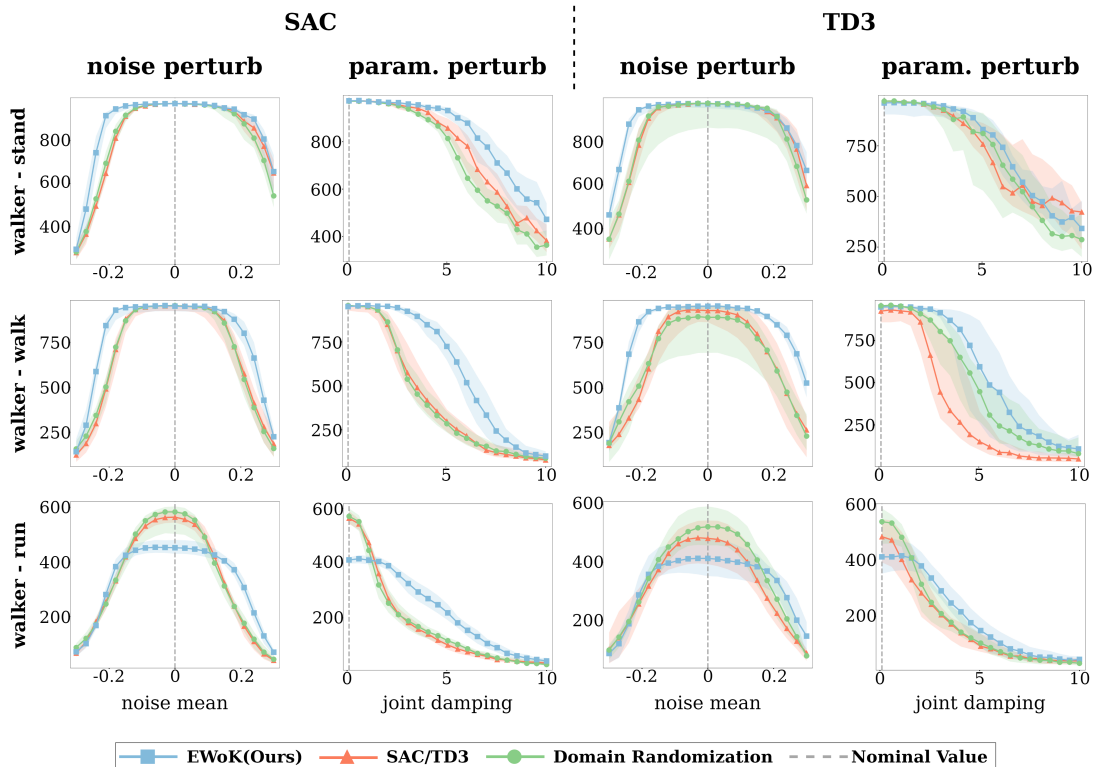 SAC TD3
noise perturb param. perturb noise perturb param. perturb
walker - stand
800
600
400
-0.2 0 0.2
800
600
400
0 5 10
800
600
400
-0.2 0 0.2
750
500
250
0 5 10
walker - walk
750
500
250
-0.2 0 0.2
750
500
250
0 5 10
750
500
250
-0.2 0 0.2
750
500
250
0 5 10
walker - run
600
400
200
-0.2 0 0.2
noise mean
600
400
200
0 5 10
joint damping
600
400
200
-0.2 0 0.2
noise mean
600
400
200
0 5 10
joint damping
EWoK(Ours) SAC/TD3 Domain Randomization Nominal Value